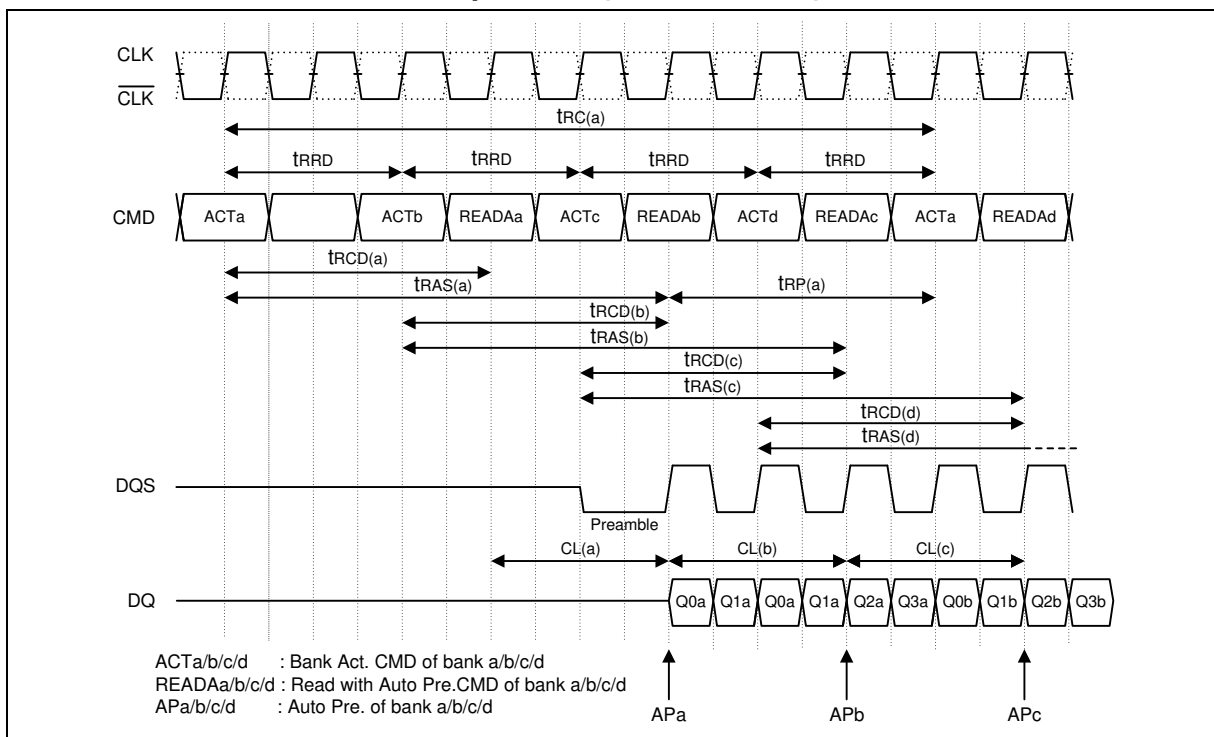 CLK
CLK
tRC(a)
tRRD tRRD tRRD tRRD
CMD ACTa ACTb READAa ACTc READAb ACTd READAc ACTa READAd
tRCD(a)
tRAS(a) tRP(a)
tRCD(b)
tRAS(b)
tRCD(c)
tRAS(c)
tRCD(d)
tRAS(d)
DQS
Preamble
CL(a) CL(b) CL(c)
DQ Q0a Q1a Q0a Q1a Q2a Q3a Q0b Q1b Q2b Q3b
ACTa/b/c/d : Bank Act. CMD of bank a/b/c/d
READAa/b/c/d : Read with Auto Pre.CMD of bank a/b/c/d
APa/b/c/d : Auto Pre. of bank a/b/c/d
APa APb APc